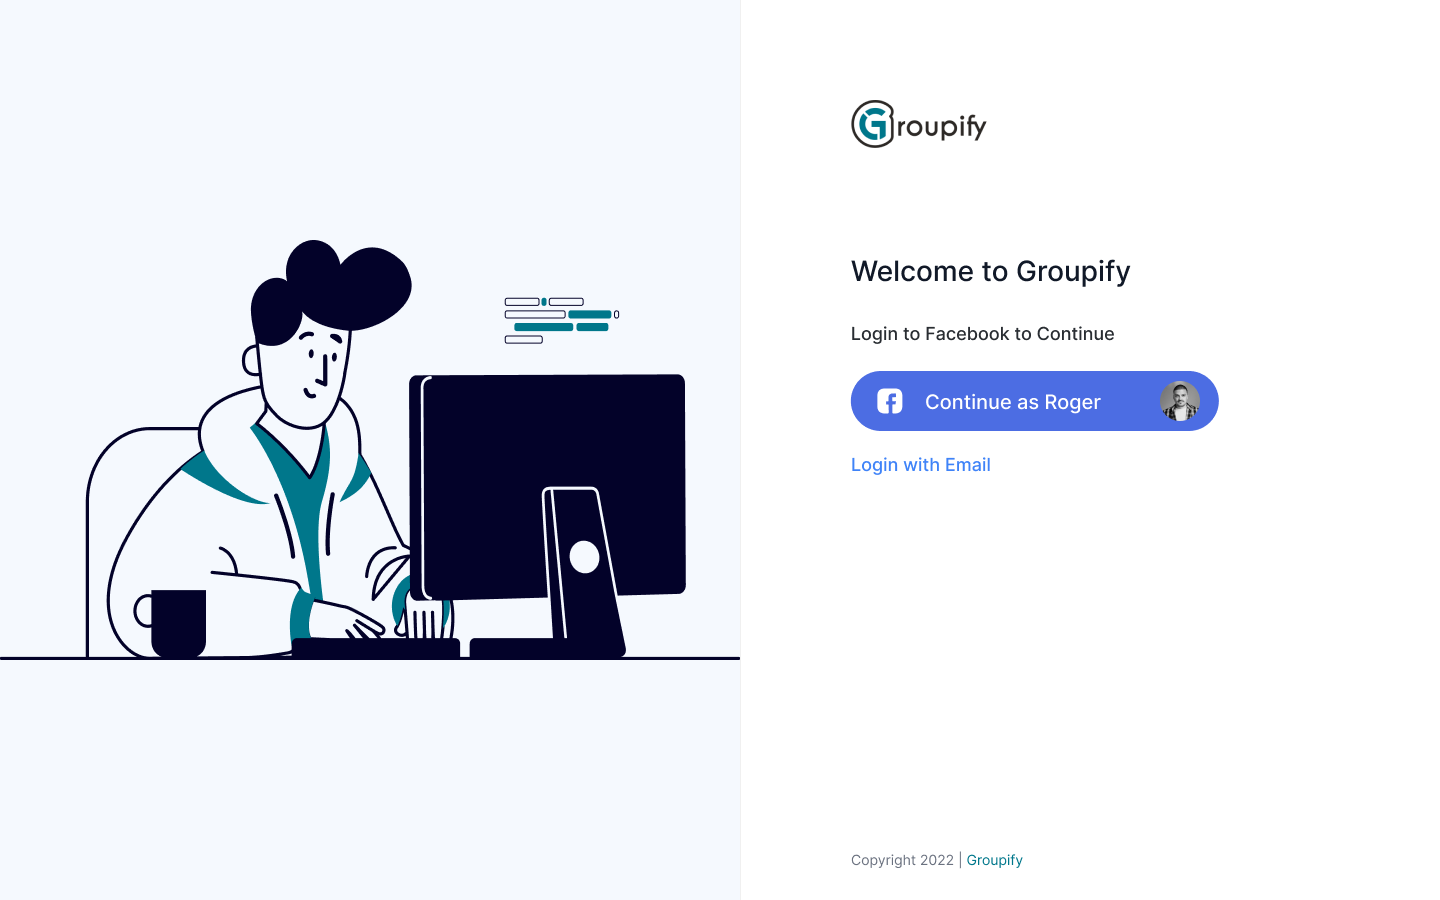 Groupify
Welcome to Groupify
Login to Facebook to Continue
Continue as Roger
Login with Email
Copyright 2022 | Groupify